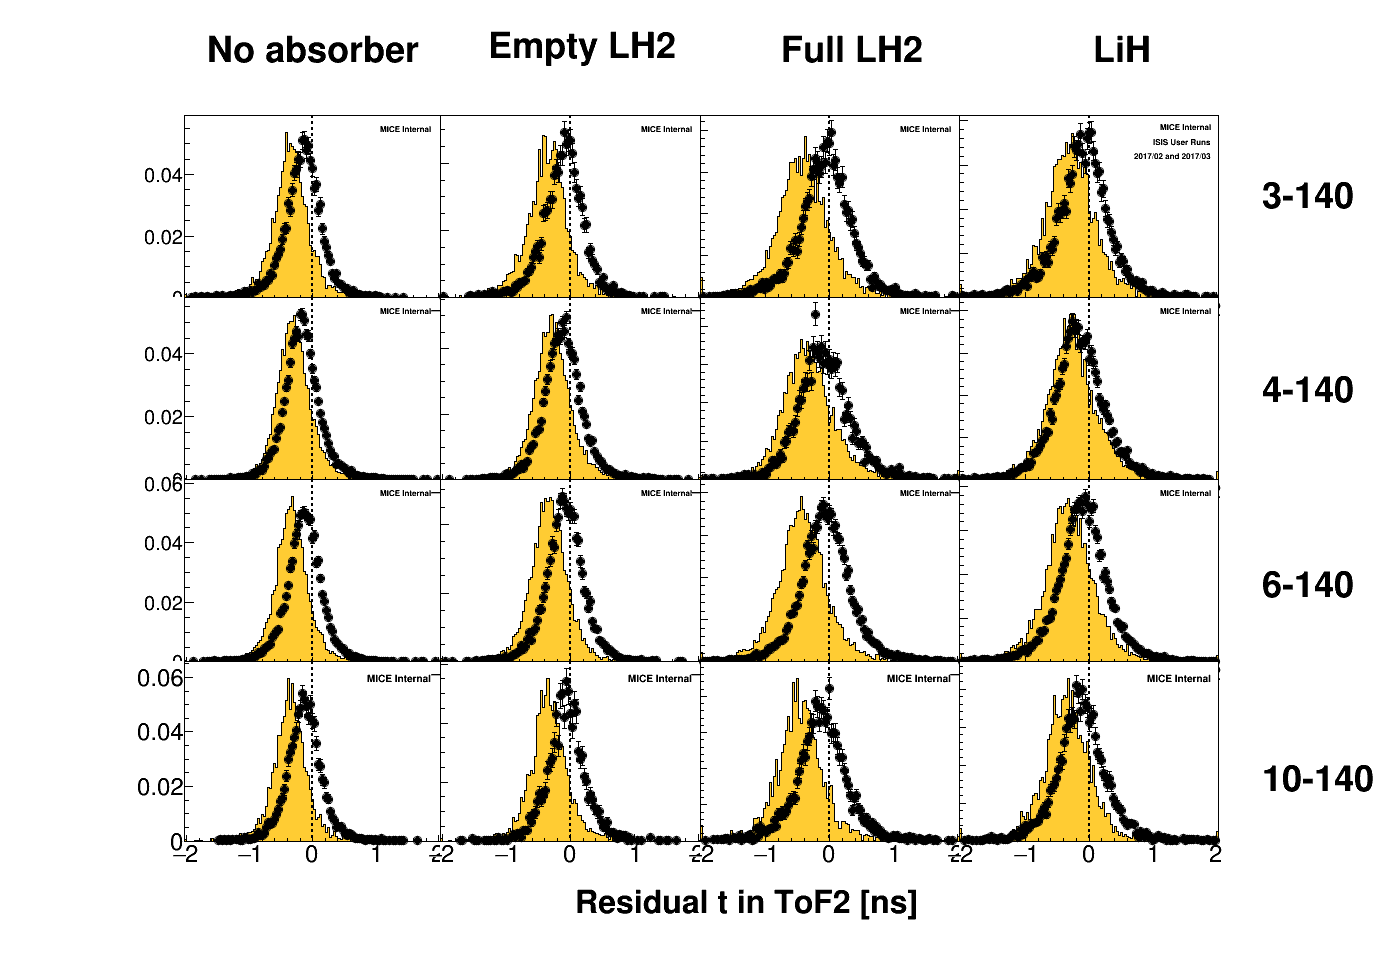 No absorber Empty LH2 Full LH2 LiH
MICE Internal MICE Internal MICE Internal MICE Internal
ISIS User Runs
2017/02 and 2017/03
0.04
0.02
0
3-140
MICE Internal MICE Internal MICE Internal MICE Internal
0.04
0.02
0
4-140
0.06
MICE Internal MICE Internal MICE Internal MICE Internal
0.04
0.02
0
6-140
0.06
MICE Internal MICE Internal MICE Internal MICE Internal
0.04
0.02
0
10-140
−2 −1 0 1 2 −2 −1 0 1 2 −2 −1 0 1 2 −2 −1 0 1 2
Residual t in ToF2 [ns]